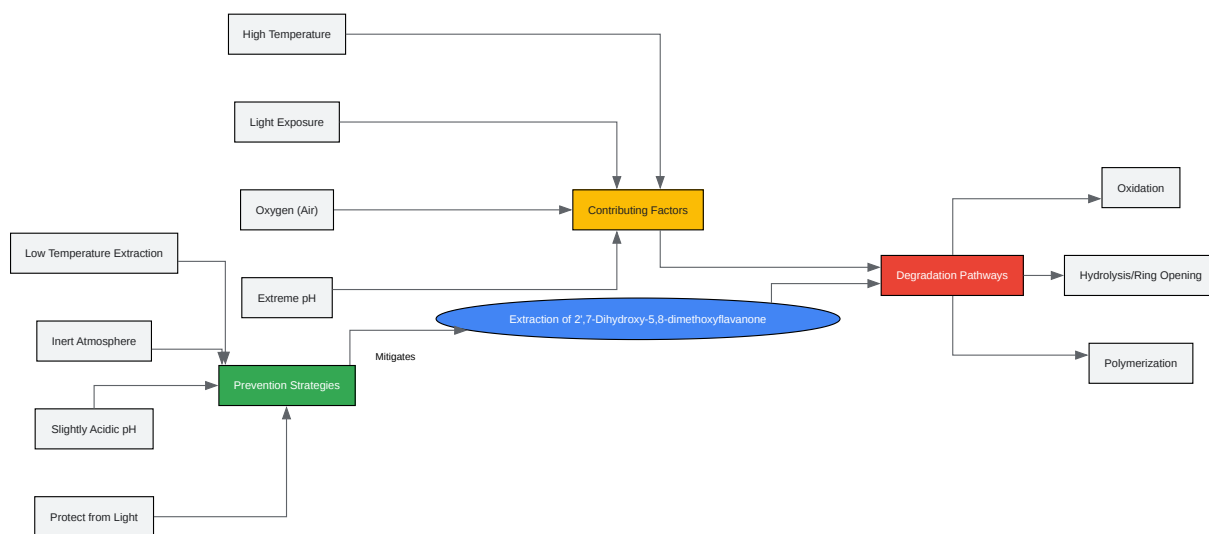 High Temperature
Light Exposure
Oxygen (Air)
Extreme pH
Contributing Factors
Low Temperature Extraction
Inert Atmosphere
Slightly Acidic pH
Protect from Light
Prevention Strategies
Mitigates
Extraction of 2',7-Dihydroxy-5,8-dimethoxyflavanone
Degradation Pathways
Oxidation
Hydrolysis/Ring Opening
Polymerization